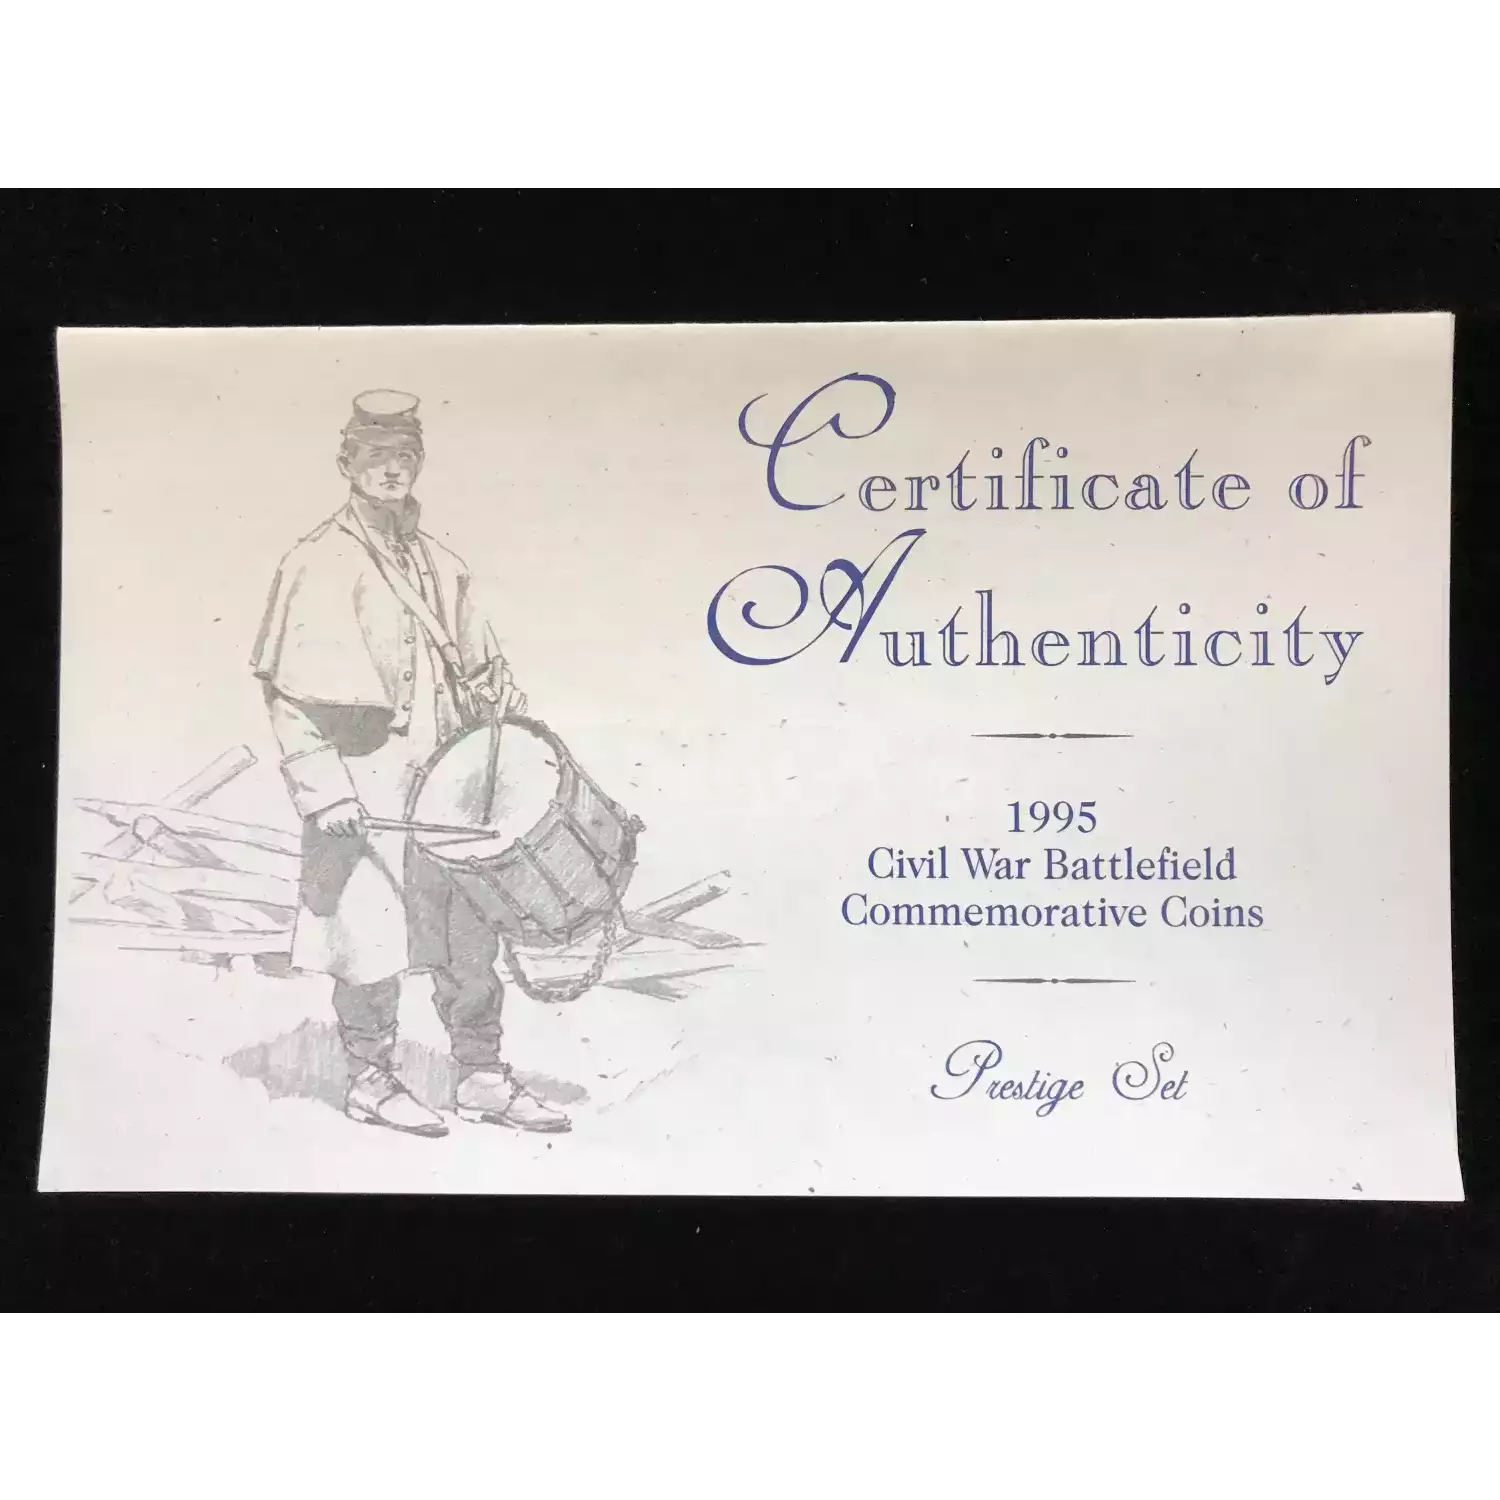 Certificate of
Authenticity
1995
Civil War Battlefield
Commemorative Coins
Prestige Set